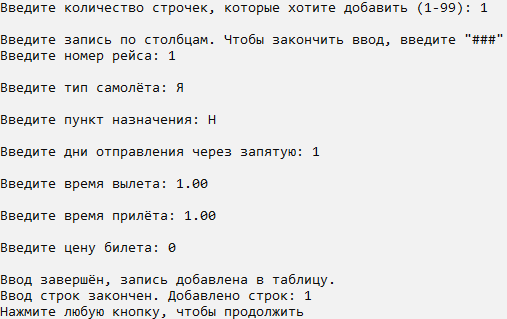 Введите количество строчек, которые хотите добавить (1-99): 1
Введите запись по столбцам. Чтобы закончить ввод, введите "###"
Введите номер рейса: 1
Введите тип самолёта: Я
Введите пункт назначения: Н
Введите дни отправления через запятую: 1
Введите время вылета: 1.00
Введите время прилёта: 1.00
Введите цену билета: 0
Ввод завершён, запись добавлена в таблицу.
Ввод строк закончен. Добавлено строк: 1
Нажмите любую кнопку, чтобы продолжить